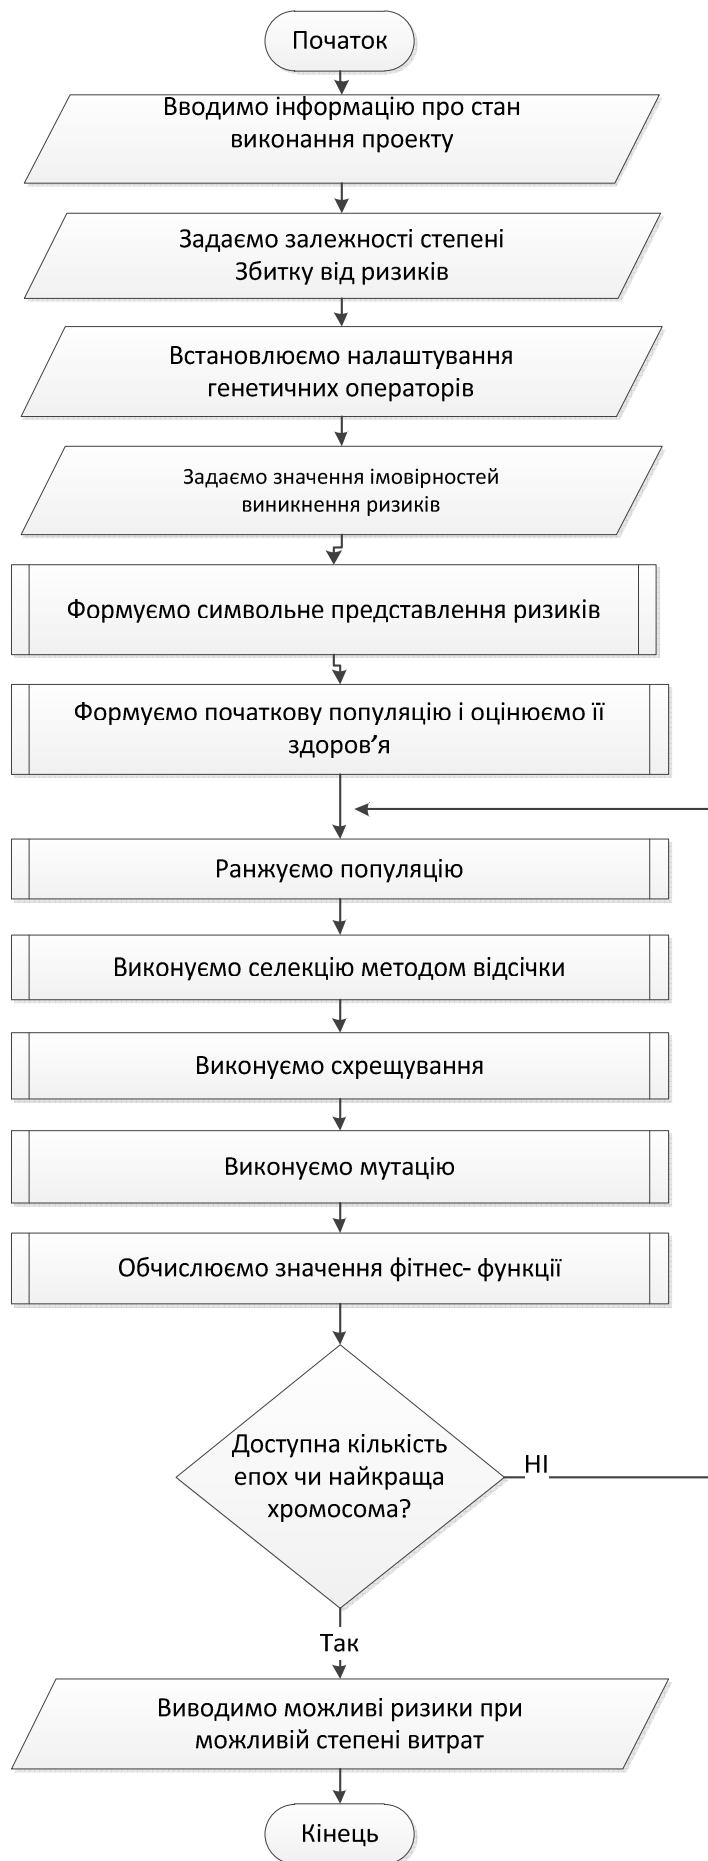 Початок
Вводимо інформацію про стан
виконання проекту
Задаємо залежності степені
Збитку від ризиків
Встановлюємо налаштування
генетичних операторів
Задаємо значення імовірностей
виникнення ризиків
Формуємо символьне представлення ризиків
Формуємо початкову популяцію і оцінюємо її
здоров’я
Ранжуємо популяцію
Виконуємо селекцію методом відсічки
Виконуємо схрещування
Виконуємо мутацію
Обчислюємо значення фітнес- функції
Доступна кількість
епох чи найкраща
хромосома?
НІ
Так
Виводимо можливі ризики при
можливій степені витрат
Кінець